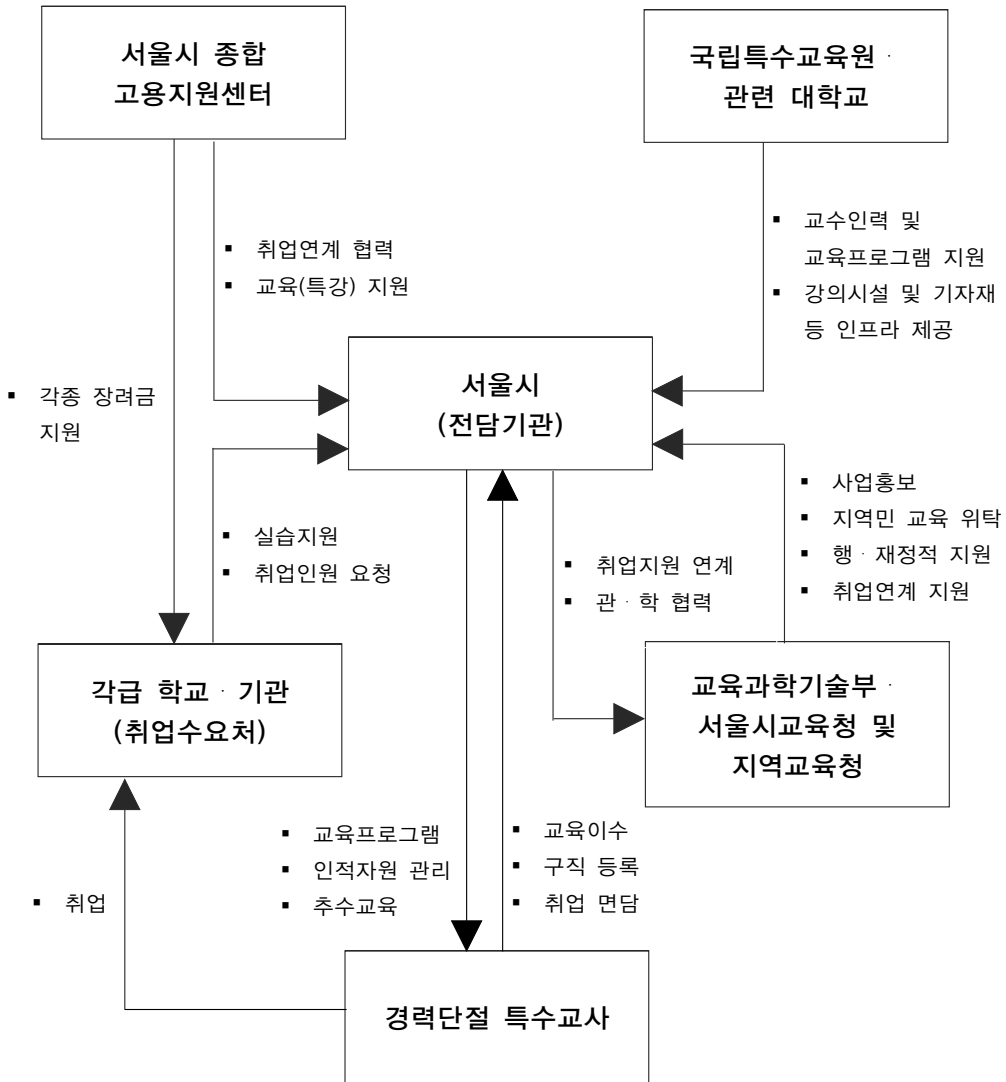 서울시 종합
고용지원센터
국립특수교육원 ·
관련 대학교
▪ 취업연계 협력
▪ 교육(특강) 지원
▪ 교수인력 및
교육프로그램 지원
▪ 강의시설 및 기자재
등 인프라 제공
▪ 각종 장려금
지원
서울시
(전담기관)
▪ 실습지원
▪ 취업인원 요청
▪ 취업지원 연계
▪ 관 · 학 협력
▪ 사업홍보
▪ 지역민 교육 위탁
▪ 행 · 재정적 지원
▪ 취업연계 지원
각급 학교 · 기관
(취업수요처)
교육과학기술부 ·
서울시교육청 및
지역교육청
▪ 취업
▪ 교육프로그램
▪ 인적자원 관리
▪ 추수교육
▪ 교육이수
▪ 구직 등록
▪ 취업 면담
경력단절 특수교사